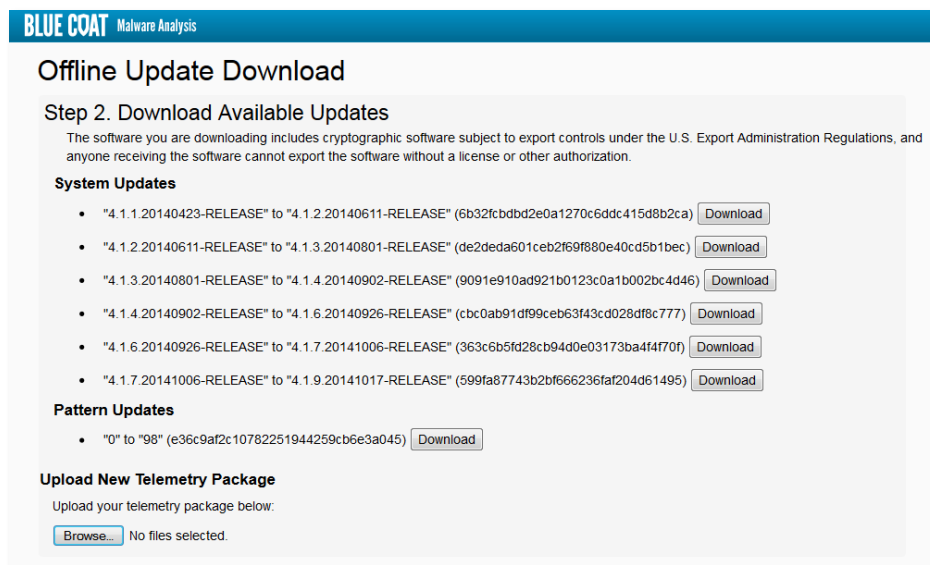 BLUE COAT Malware Analysis
Offline Update Download
Step 2. Download Available Updates
The software you are downloading includes cryptographic software subject to export controls under the U.S. Export Administration Regulations, and
anyone receiving the software cannot export the software without a license or other authorization.
System Updates
• "4.1.1.20140423-RELEASE" to "4.1.2.20140611-RELEASE" (6b32fcbdbd2e0a1270c6ddc415d8b2ca) Download
• "4.1.2.20140611-RELEASE" to "4.1.3.20140801-RELEASE" (de2deda601ceb2f69f880e40cd5b1bec) Download
• "4.1.3.20140801-RELEASE" to "4.1.4.20140902-RELEASE" (9091e910ad921b0123c0a1b002bc4d46) Download
• "4.1.4.20140902-RELEASE" to "4.1.6.20140926-RELEASE" (cbc0ab91df99ceb63f43cd028df8c777) Download
• "4.1.6.20140926-RELEASE" to "4.1.7.20141006-RELEASE" (363c6b5fd28cb94d0e03173ba4f4f70f) Download
• "4.1.7.20141006-RELEASE" to "4.1.9.20141017-RELEASE" (599fa87743b2bf666236faf204d61495) Download
Pattern Updates
• "0" to "98" (e36c9af2c10782251944259cb6e3a045) Download
Upload New Telemetry Package
Upload your telemetry package below:
Browse... No files selected.